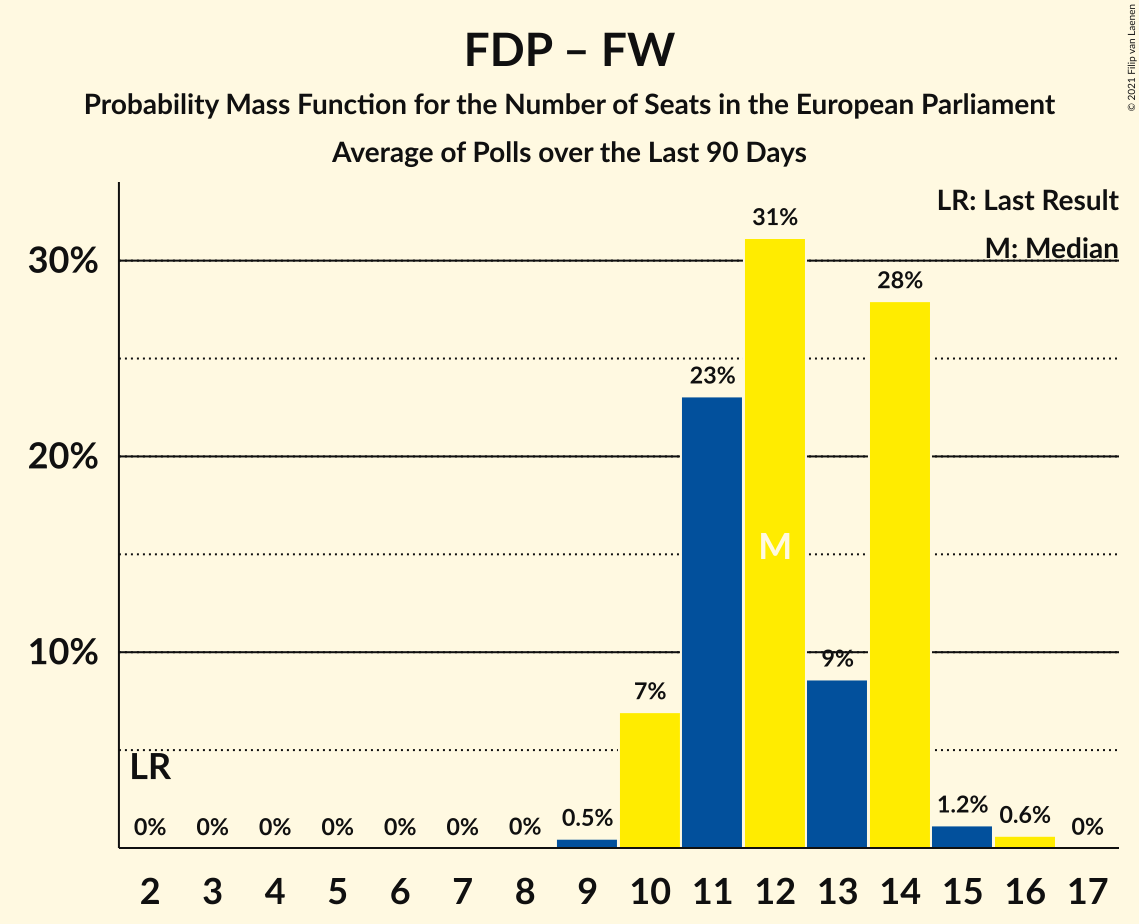 FDP – FW
Probability Mass Function for the Number of Seats in the European Parliament
Average of Polls over the Last 90 Days
© 2021 Filip van Laenen
LR: Last Result
M: Median
30%
20%
10%
LR
M
0% 0% 0% 0% 0% 0% 0% 0.5% 7% 23% 31% 9% 28% 1.2% 0.6% 0%
2 3 4 5 6 7 8 9 10 11 12 13 14 15 16 17